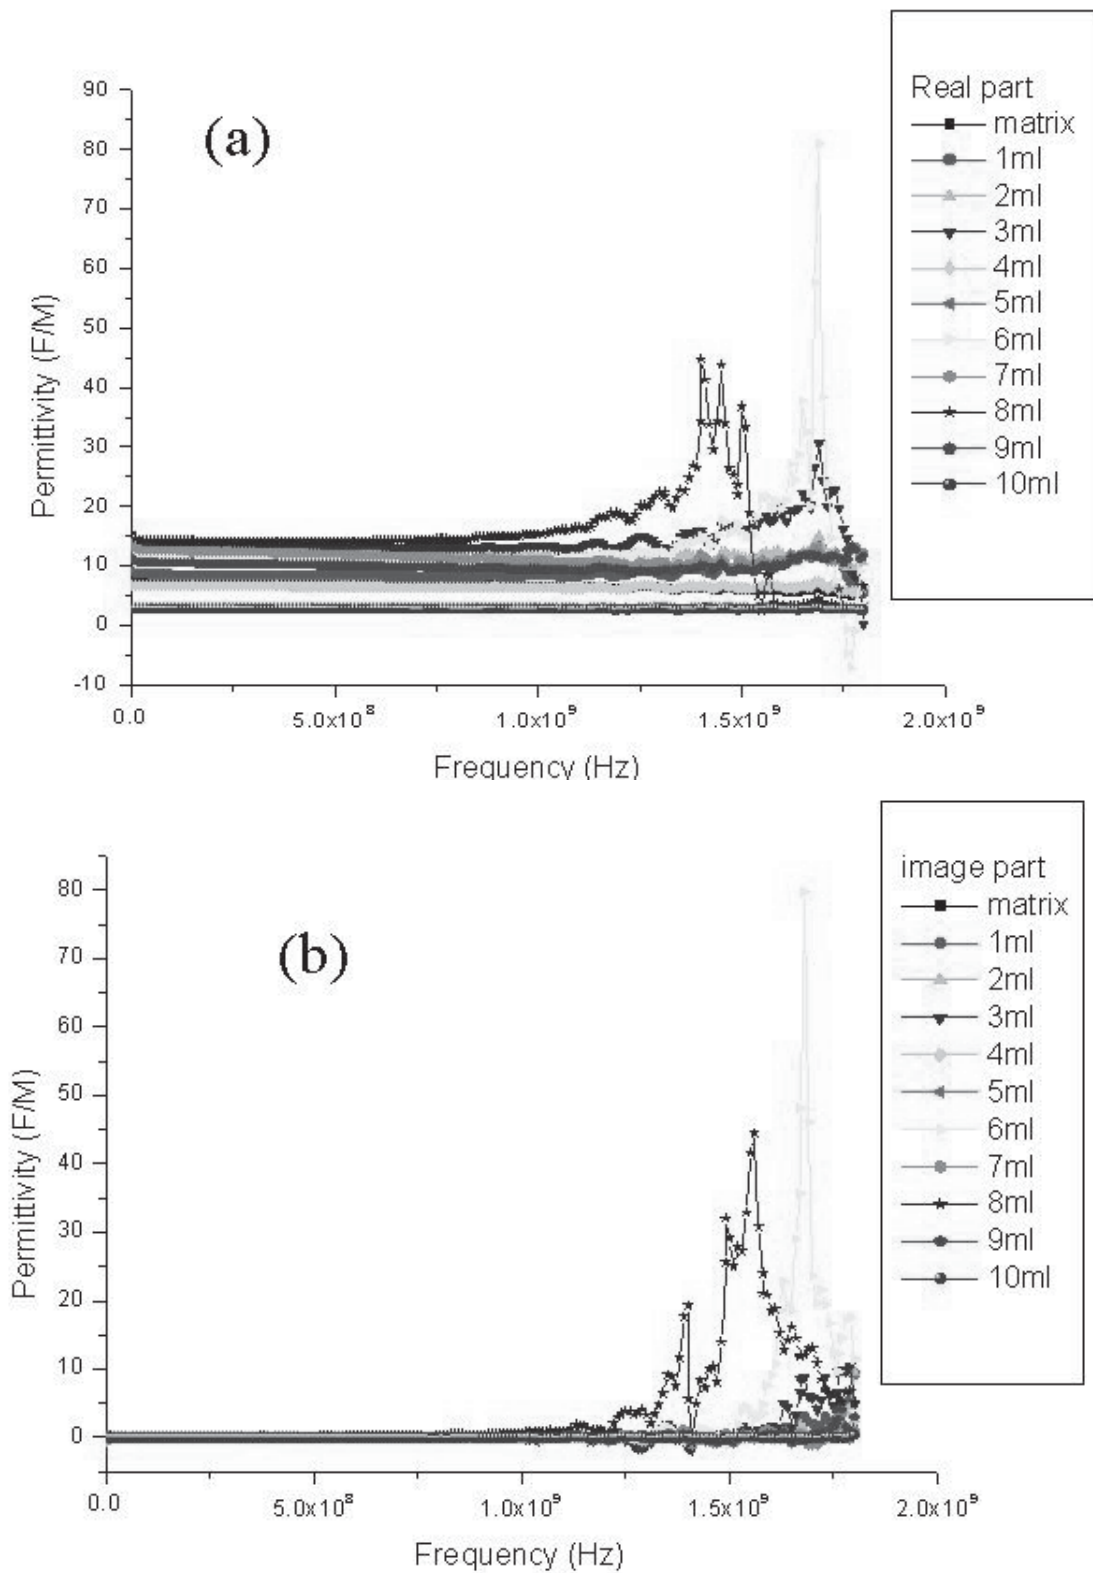 (a)
90
80
70
60
50
40
30
20
10
0
-10
Permittivity (F/M)
0.0
5.0x10⁸
1.0x10⁹
1.5x10⁹
2.0x10⁹
Frequency (Hz)
Real part
matrix
1ml
2ml
3ml
4ml
5ml
6ml
7ml
8ml
9ml
10ml
(b)
80
70
60
50
40
30
20
10
0
Permittivity (F/M)
0.0
5.0x10⁸
1.0x10⁹
1.5x10⁹
2.0x10⁹
Frequency (Hz)
image part
matrix
1ml
2ml
3ml
4ml
5ml
6ml
7ml
8ml
9ml
10ml